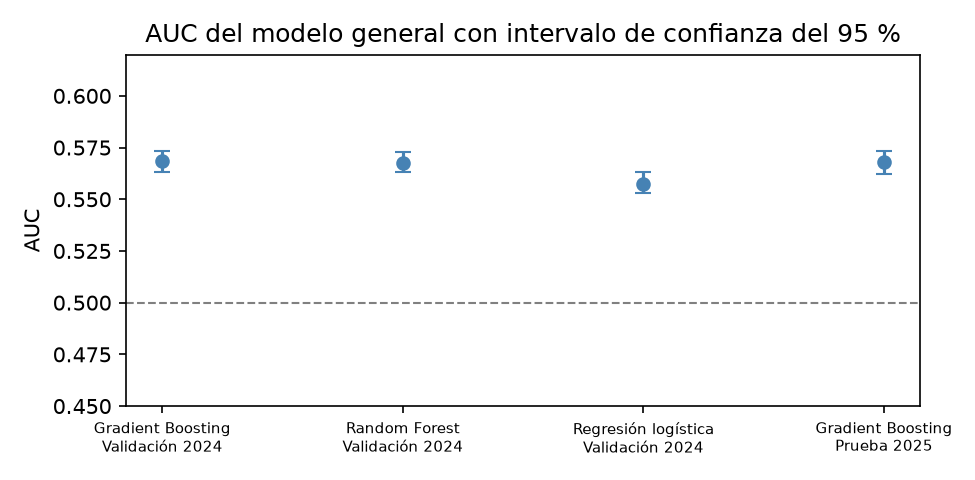 AUC del modelo general con intervalo de confianza del 95 %
AUC
0.600
0.575
0.550
0.525
0.500
0.475
0.450
Gradient Boosting
Validación 2024
Random Forest
Validación 2024
Regresión logística
Validación 2024
Gradient Boosting
Prueba 2025